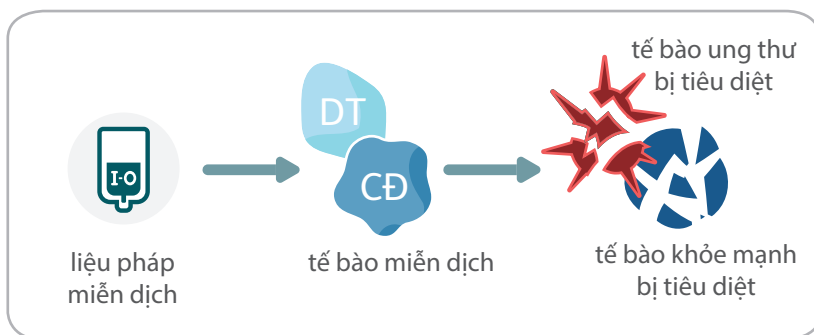 tế bào ung thư
bị tiêu diệt
DT
CĐ
I-O
liệu pháp
miễn dịch
tế bào miễn dịch
tế bào khỏe mạnh
bị tiêu diệt